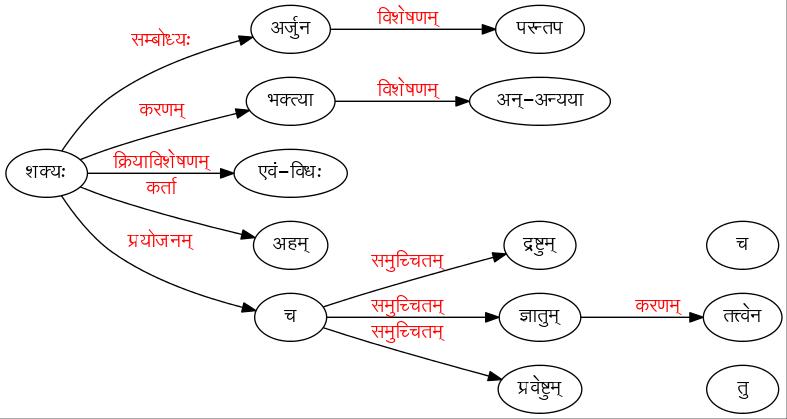 सम्बोध्यः अर्जुन विशेषणम् परन्तप
करणम् भक्त्या विशेषणम् अन्-अन्यया
शक्यः क्रियाविशेषणम् एवं-विधः
कर्ता अहम्
प्रयोजनम् च
समुच्चितम् द्रष्टुम् च
समुच्चितम् ज्ञातुम् करणम् तत्त्वेन
समुच्चितम् प्रवेष्टुम् तु